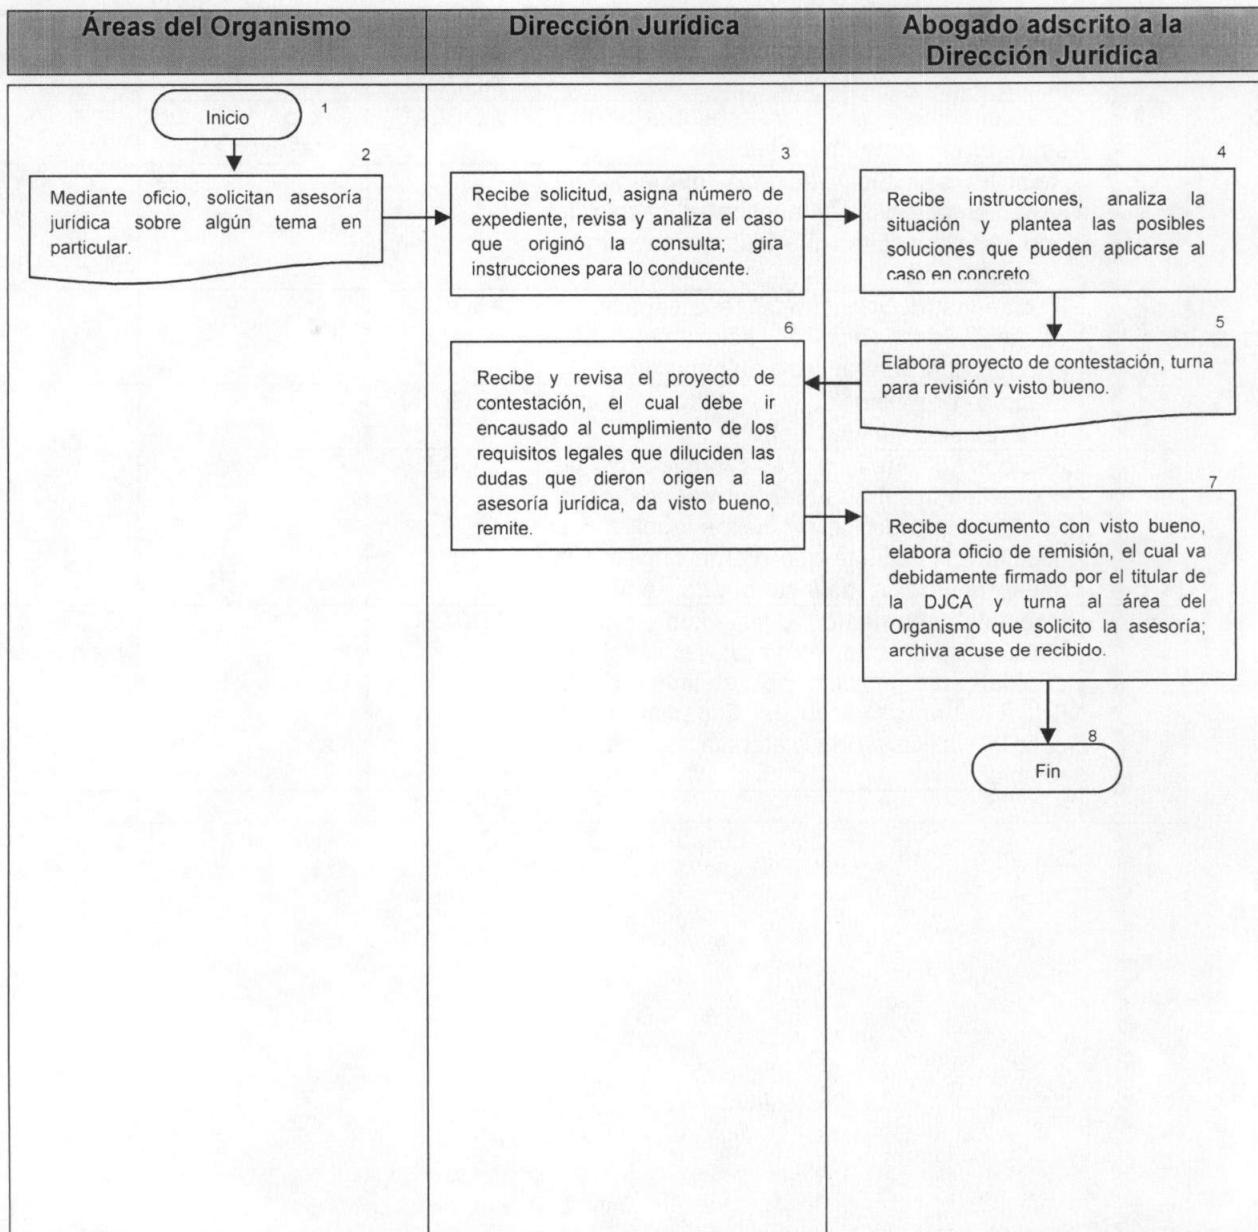 Áreas del Organismo
Dirección Jurídica
Abogado adscrito a la
Dirección Jurídica
Inicio
1
2
Mediante oficio, solicitan asesoría
jurídica sobre algún tema en
particular.
3
Recibe solicitud, asigna número de
expediente, revisa y analiza el caso
que originó la consulta; gira
instrucciones para lo conducente.
4
Recibe instrucciones, analiza la
situación y plantea las posibles
soluciones que pueden aplicarse al
caso en concreto
5
Elabora proyecto de contestación, turna
para revisión y visto bueno.
6
Recibe y revisa el proyecto de
contestación, el cual debe ir
encausado al cumplimiento de los
requisitos legales que diluciden las
dudas que dieron origen a la
asesoría jurídica, da visto bueno,
remite.
7
Recibe documento con visto bueno,
elabora oficio de remisión, el cual va
debidamente firmado por el titular de
la DJCA y turna al área del
Organismo que solicito la asesoría;
archiva acuse de recibido.
8
Fin